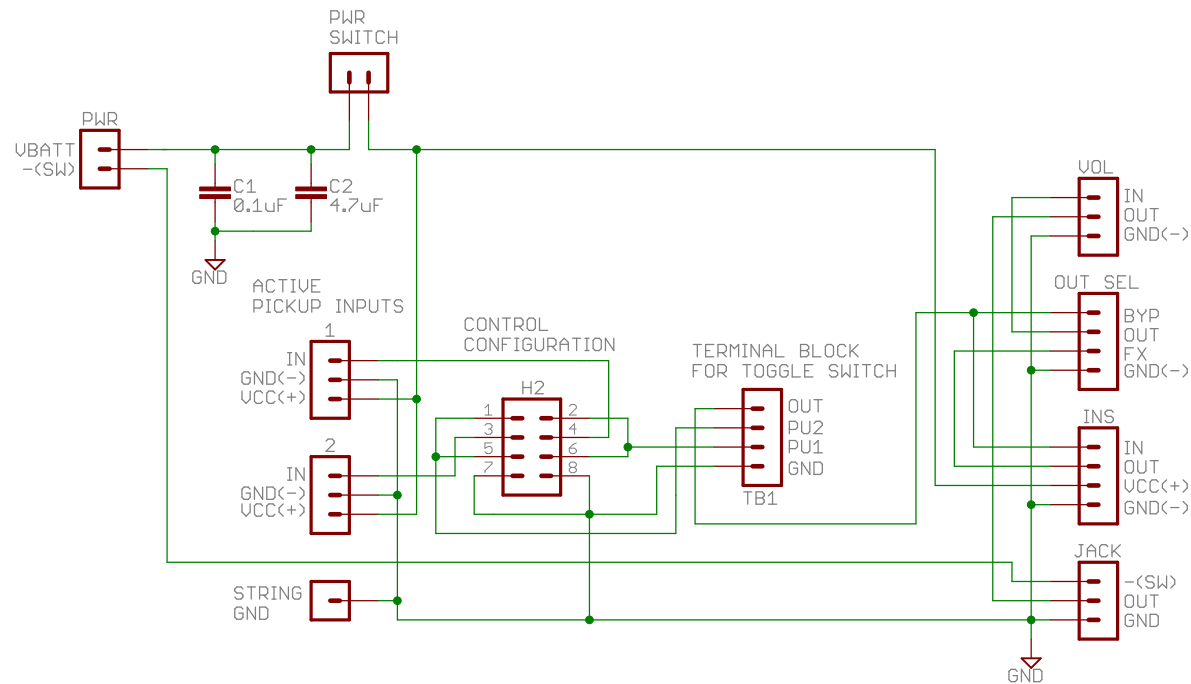 PWR
SWITCH
PWR
VBATT
-(SW)
C1
0.1uF
C2
4.7uF
GND
ACTIVE
PICKUP INPUTS
1
IN
GND(-)
VCC(+)
2
IN
GND(-)
VCC(+)
STRING
GND
CONTROL
CONFIGURATION
H2
1
2
3
4
5
6
7
8
TERMINAL BLOCK
FOR TOGGLE SWITCH
OUT
PU2
PU1
GND
TB1
VOL
IN
OUT
GND(-)
OUT SEL
BYP
OUT
FX
GND(-)
INS
IN
OUT
VCC(+)
GND(-)
JACK
-(SW)
OUT
GND
GND